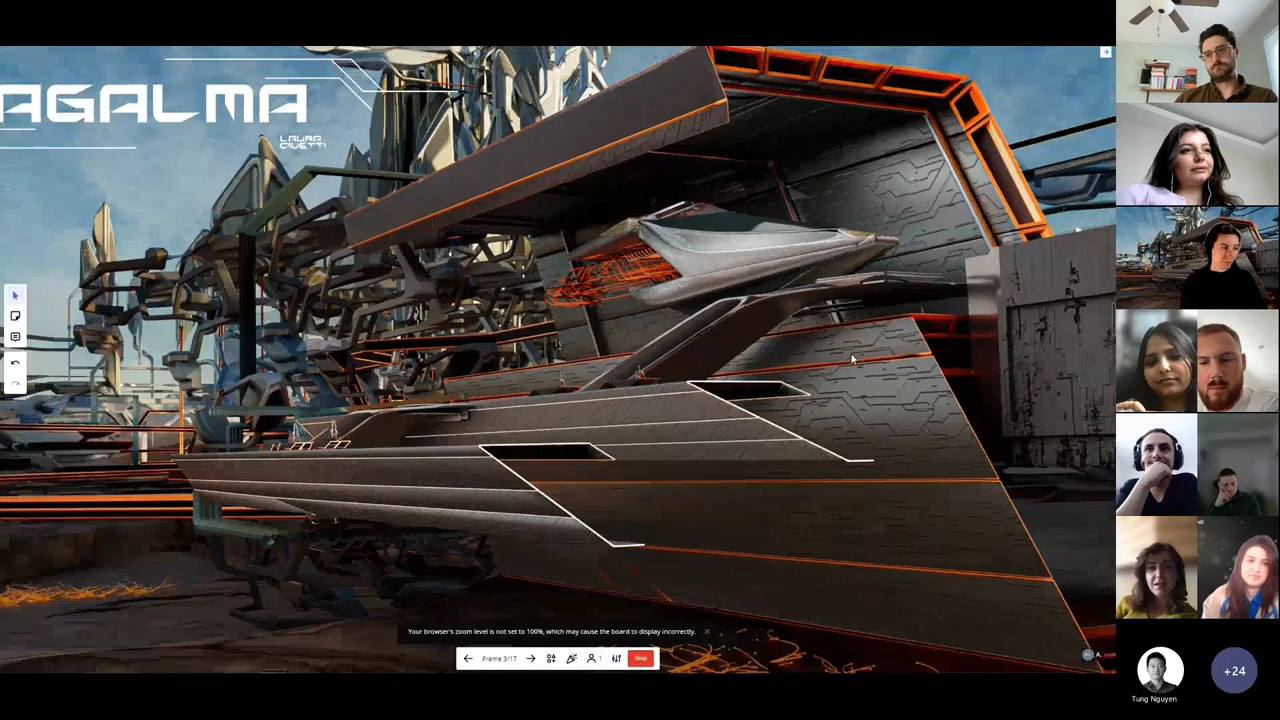 AGALMA
LAURA
CIVETTI
Your browser's zoom level is not set to 100%, which may cause the board to display incorrectly.
Frame 3/17
1
Stop
A.
Tung Nguyen
+24